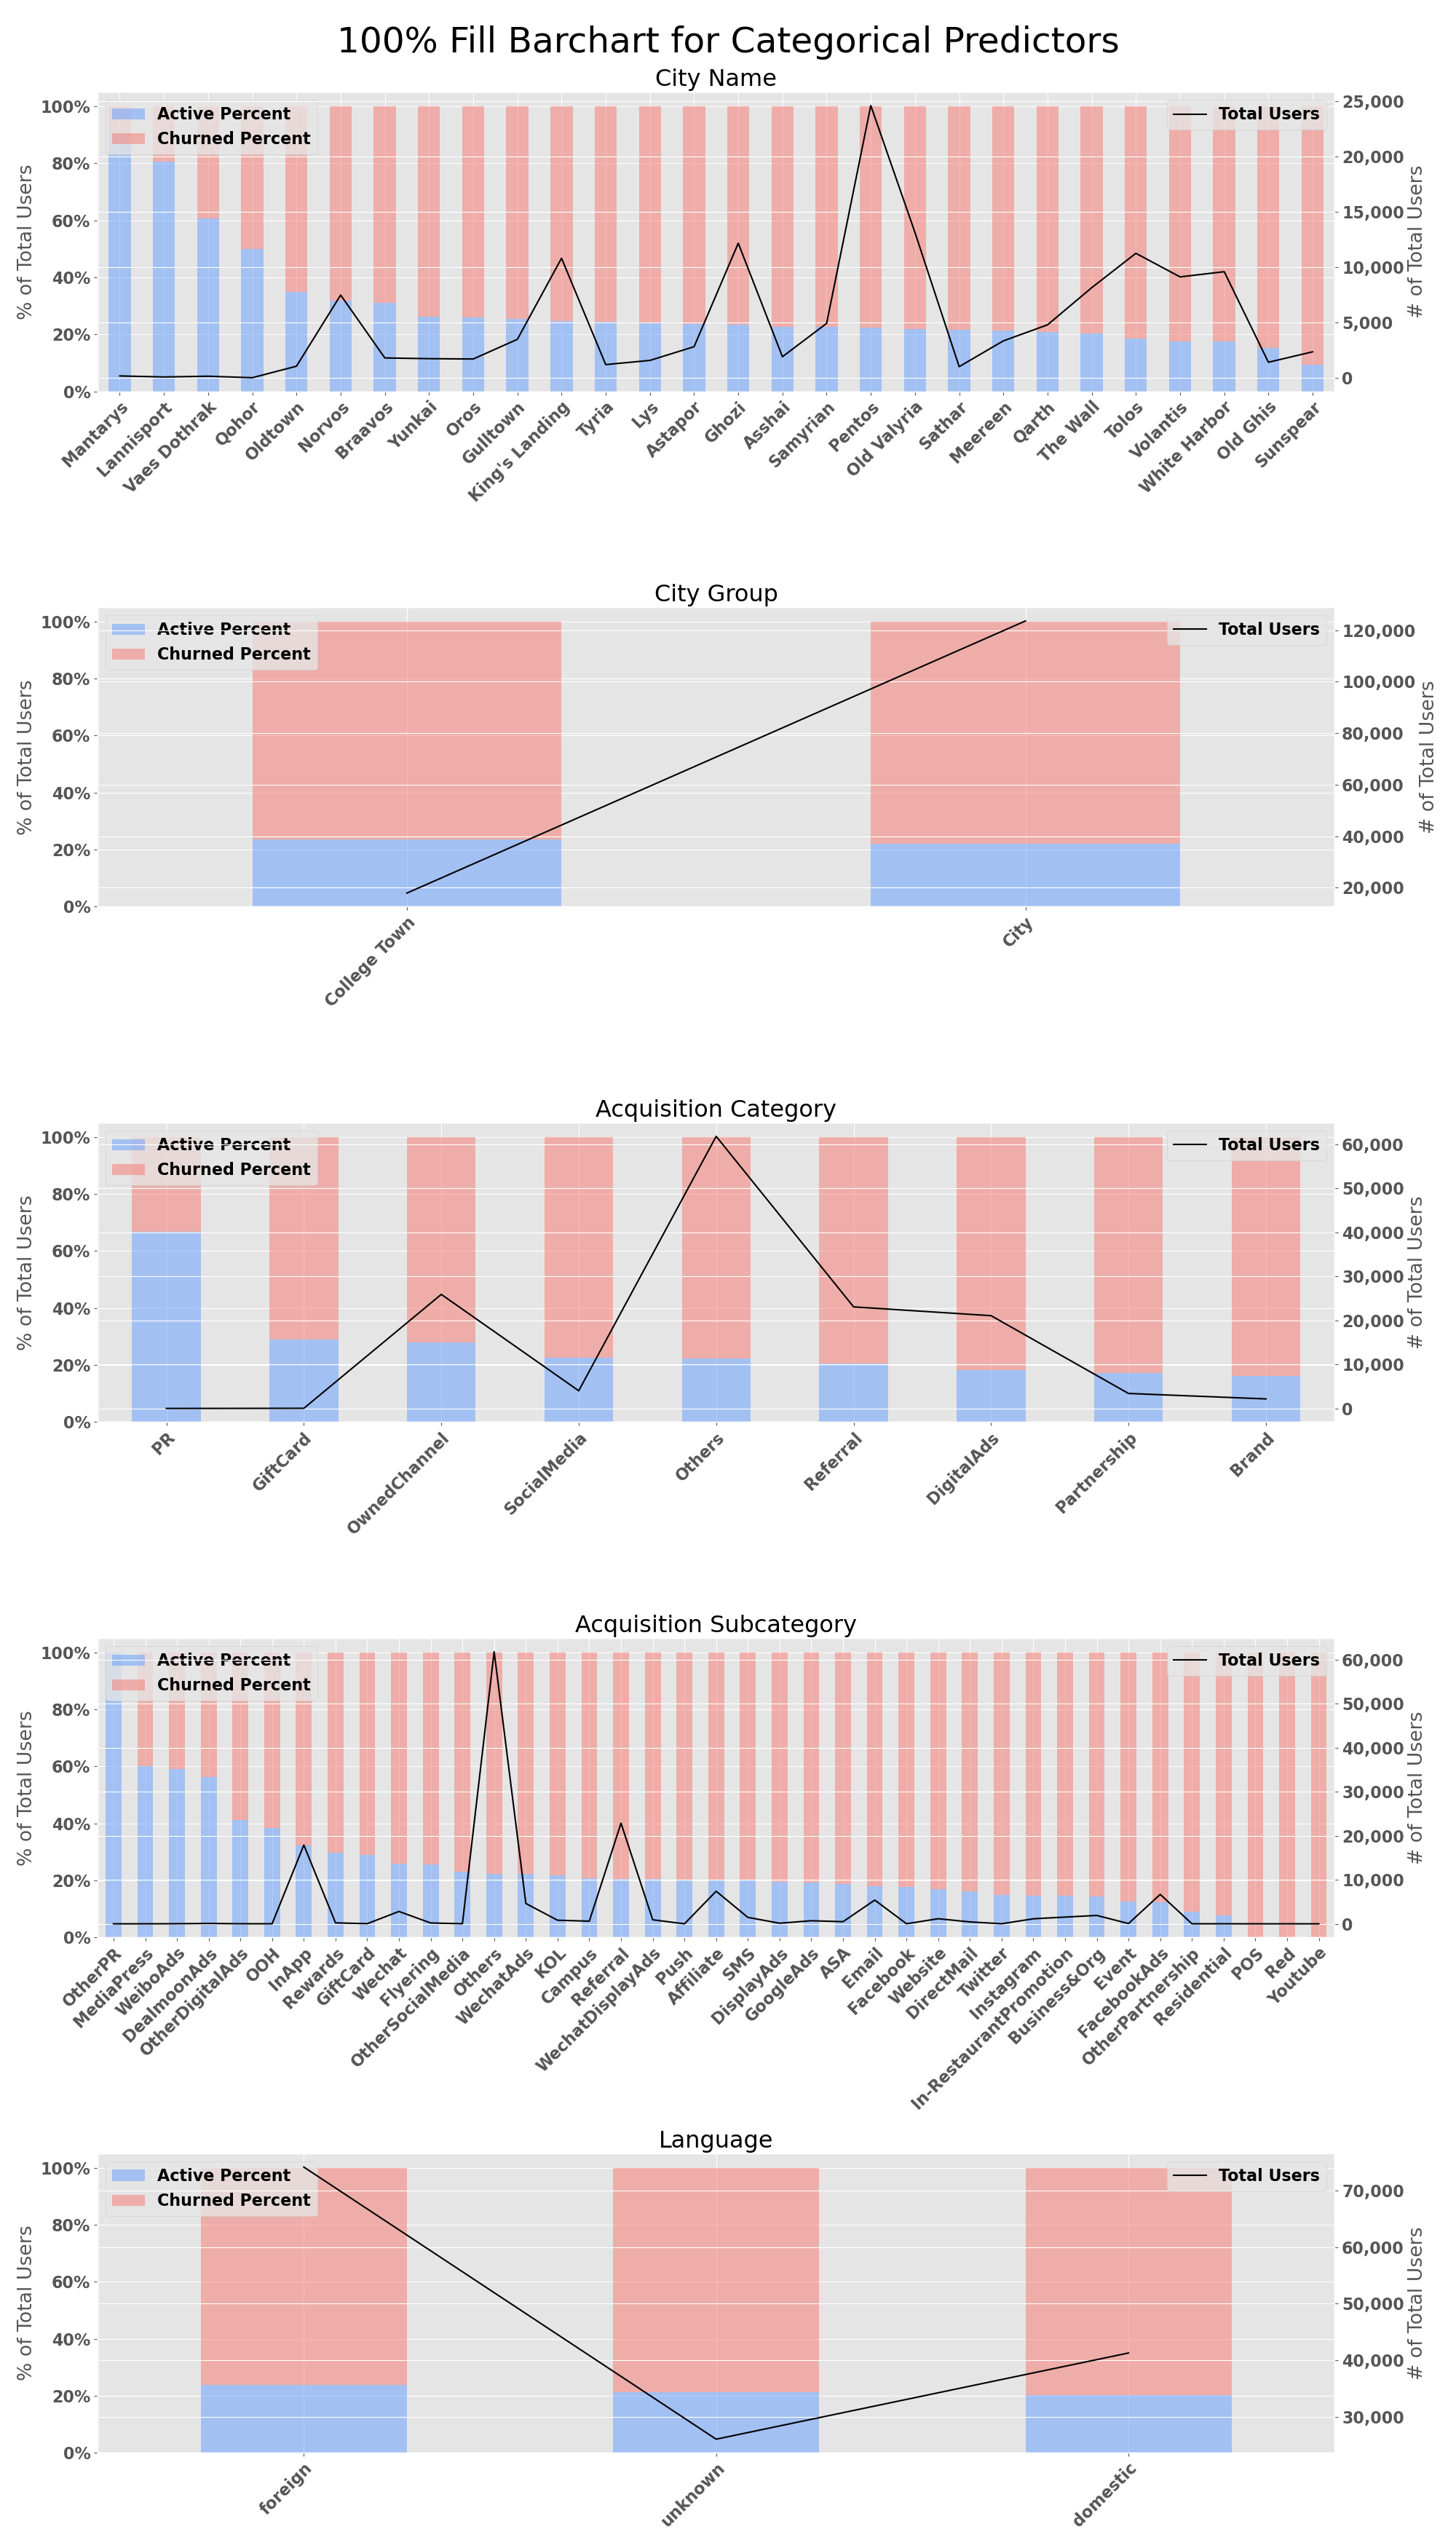 100% Fill Barchart for Categorical Predictors
City Name
Active Percent
Churned Percent
Total Users
100%
80%
60%
40%
20%
0%
% of Total Users
25,000
20,000
15,000
10,000
5,000
0
# of Total Users
Mantarys
Lannisport
Vaes Dothrak
Qohor
Oldtown
Norvos
Braavos
Yunkai
Oros
Gulltown
King's Landing
Tyria
Lys
Astapor
Ghozi
Asshai
Samyrian
Pentos
Old Valyria
Sathar
Meereen
Qarth
The Wall
Tolos
Volantis
White Harbor
Old Ghis
Sunspear
City Group
Active Percent
Churned Percent
Total Users
100%
80%
60%
40%
20%
0%
% of Total Users
120,000
100,000
80,000
60,000
40,000
20,000
# of Total Users
College Town
City
Acquisition Category
Active Percent
Churned Percent
Total Users
100%
80%
60%
40%
20%
0%
% of Total Users
60,000
50,000
40,000
30,000
20,000
10,000
0
# of Total Users
PR
GiftCard
OwnedChannel
SocialMedia
Others
Referral
DigitalAds
Partnership
Brand
Acquisition Subcategory
Active Percent
Churned Percent
Total Users
100%
80%
60%
40%
20%
0%
% of Total Users
60,000
50,000
40,000
30,000
20,000
10,000
0
# of Total Users
OtherPR
MediaPress
WeiboAds
DealmoonAds
OtherDigitalAds
OOH
InApp
Rewards
GiftCard
Wechat
Flyering
OtherSocialMedia
Others
WechatAds
KOL
Campus
Referral
WechatDisplayAds
Push
Affiliate
SMS
DisplayAds
GoogleAds
ASA
Email
Facebook
Website
DirectMail
Twitter
Instagram
In-RestaurantPromotion
Business&Org
Event
FacebookAds
OtherPartnership
Residential
POS
Red
Youtube
Language
Active Percent
Churned Percent
Total Users
100%
80%
60%
40%
20%
0%
% of Total Users
70,000
60,000
50,000
40,000
30,000
# of Total Users
foreign
unknown
domestic